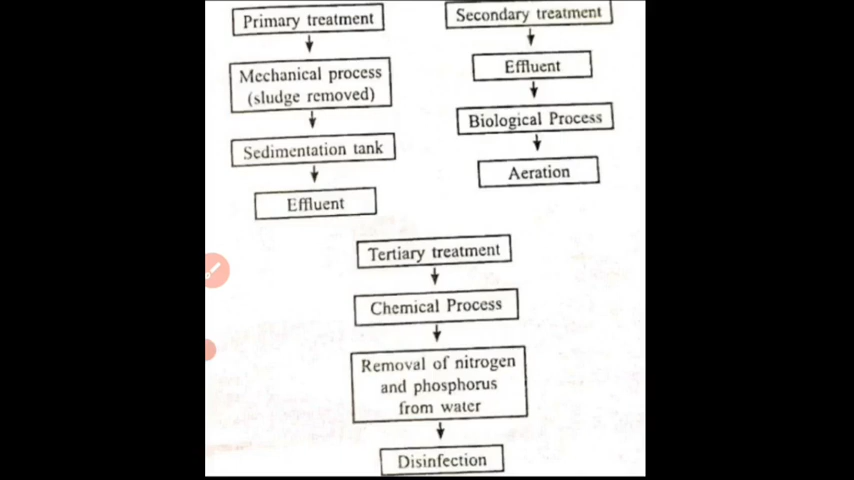 Primary treatment
Mechanical process
(sludge removed)
Sedimentation tank
Effluent
Secondary treatment
Effluent
Biological Process
Aeration
Tertiary treatment
Chemical Process
Removal of nitrogen
and phosphorus
from water
Disinfection